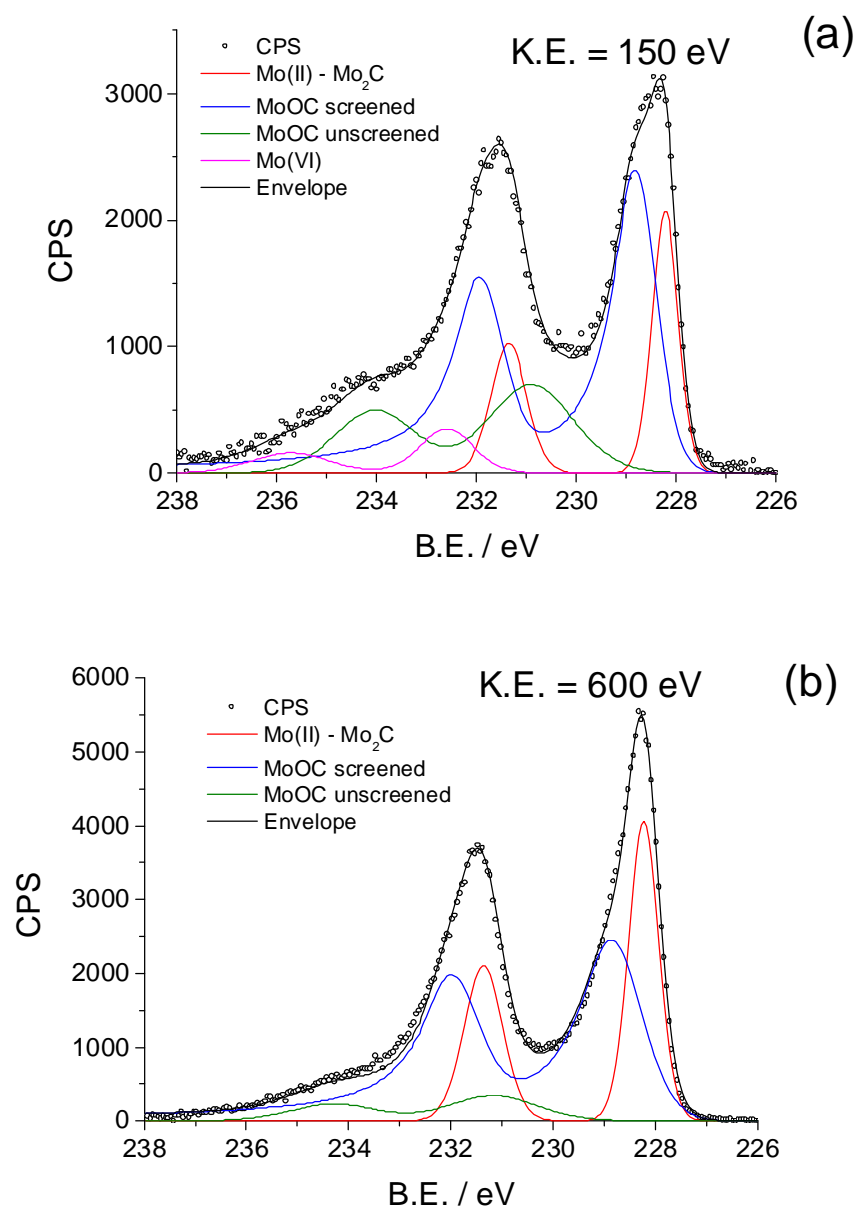 (a)
K.E. = 150 eV
CPS
Mo(II) - Mo₂C
MoOC screened
MoOC unscreened
Mo(VI)
Envelope
3000
2000
1000
0
CPS
238 236 234 232 230 228 226
B.E. / eV
(b)
K.E. = 600 eV
CPS
Mo(II) - Mo₂C
MoOC screened
MoOC unscreened
Envelope
6000
5000
4000
3000
2000
1000
0
CPS
238 236 234 232 230 228 226
B.E. / eV